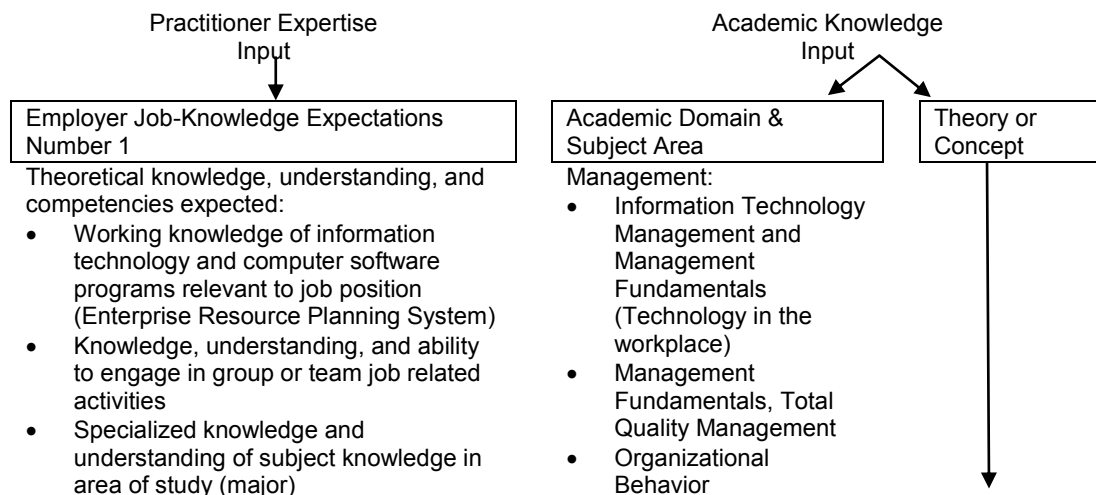 Practitioner Expertise
Input
Academic Knowledge
Input
Employer Job-Knowledge Expectations
Number 1
Academic Domain &
Subject Area
Theory or
Concept
Theoretical knowledge, understanding, and
competencies expected:
• Working knowledge of information
technology and computer software
programs relevant to job position
(Enterprise Resource Planning System)
• Knowledge, understanding, and ability
to engage in group or team job related
activities
• Specialized knowledge and
understanding of subject knowledge in
area of study (major)
Management:
• Information Technology
Management and
Management
Fundamentals
(Technology in the
workplace)
• Management
Fundamentals, Total
Quality Management
• Organizational
Behavior